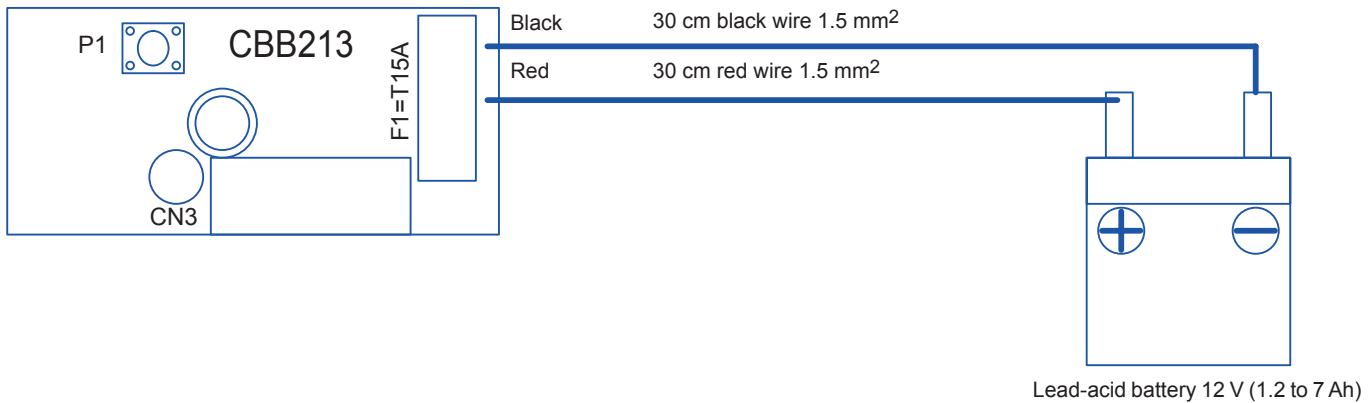 P1
CBB213
F1=T15A
CN3
Black
30 cm black wire 1.5 mm2
Red
30 cm red wire 1.5 mm2
Lead-acid battery 12 V (1.2 to 7 Ah)